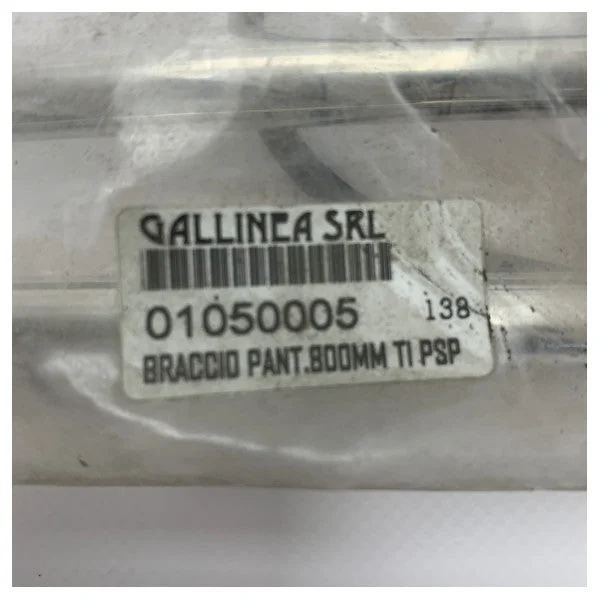 GALLINEA SRL
01050005 138
BRACCIO PANT.800MM TI PSP